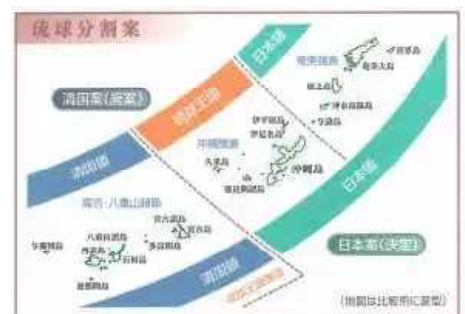 琉球分割案
日本領
喜界島
奄美諸島
奄美大島
徳之島
沖永良部島
与論島
清国案(廃案)
琉球王国
伊平屋島
伊是名島
沖縄諸島
沖縄島
久米島
慶良間諸島
清国領
日本領
宮古・八重山諸島
宮古諸島
宮古島
八重山諸島
多良間島
与那国島
西表島
石垣島
波照間島
清国領
日本案(決定)
(地図は比較用に変型)